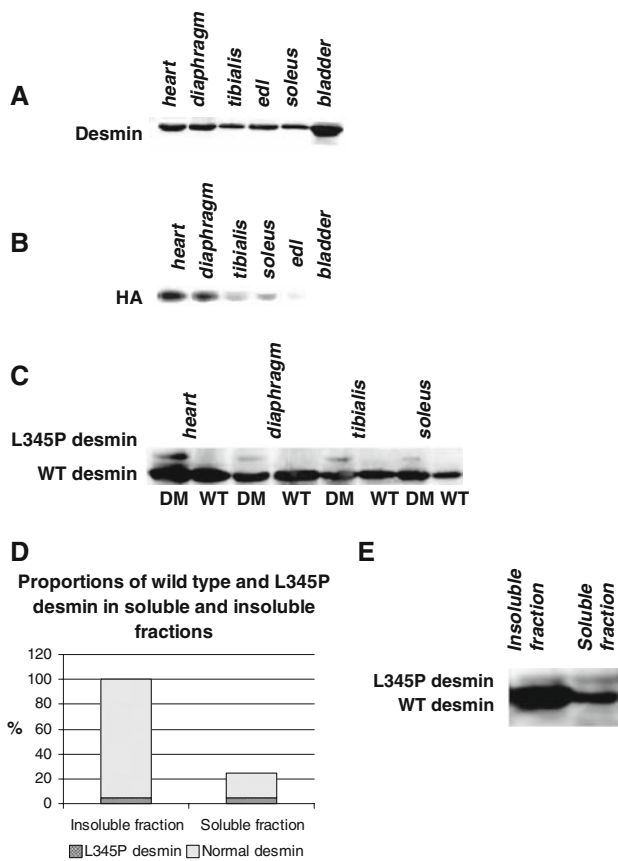 A
heart
diaphragm
tibialis
edl
soleus
bladder
Desmin
B
heart
diaphragm
tibialis
soleus
edl
bladder
HA
C
heart
diaphragm
tibialis
soleus
L345P desmin
WT desmin
DM WT DM WT DM WT DM WT
D
Proportions of wild type and L345P
desmin in soluble and insoluble
fractions
120
100
80
60
40
20
0
%
Insoluble fraction Soluble fraction
L345P desmin Normal desmin
E
Insoluble
fraction
Soluble
fraction
L345P desmin
WT desmin